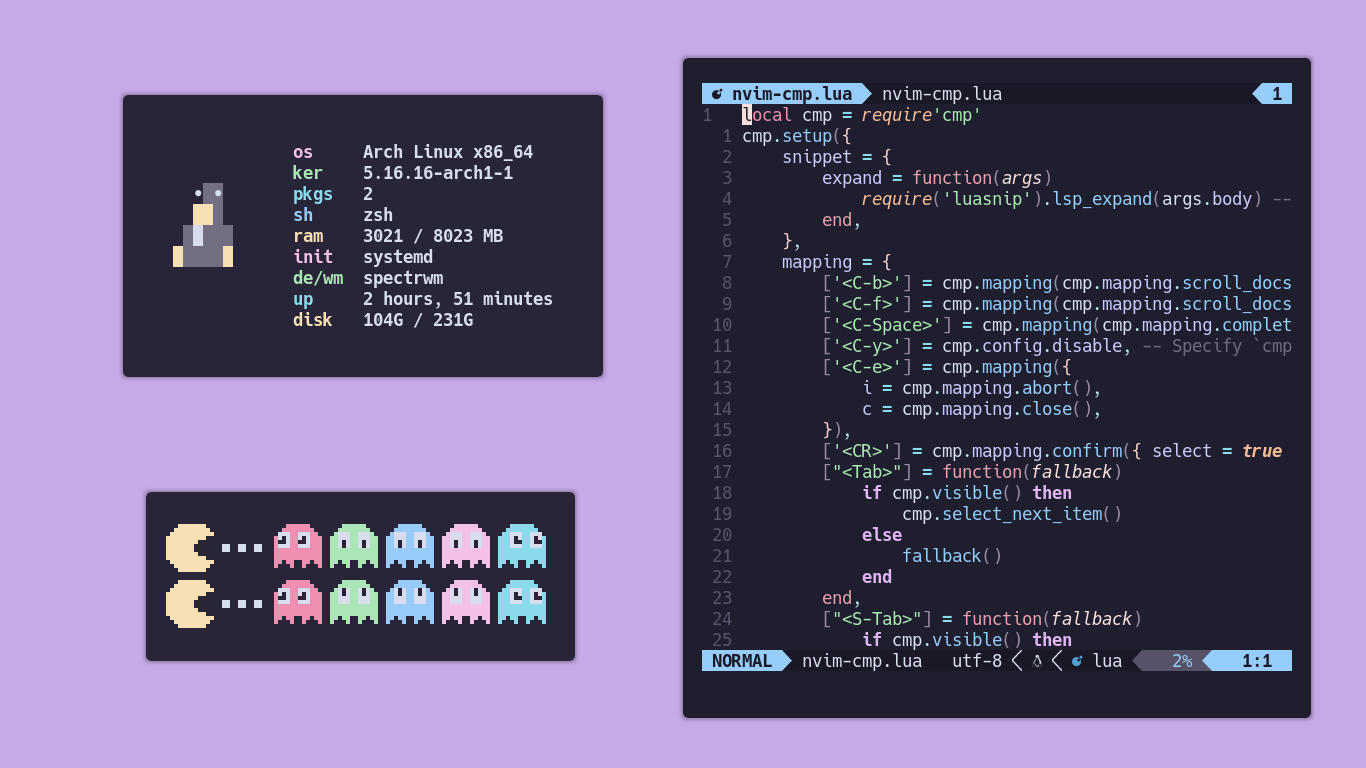 os Arch Linux x86_64
ker 5.16.16-arch1-1
pkgs 2
sh zsh
ram 3021 / 8023 MB
init systemd
de/wm spectrwm
up 2 hours, 51 minutes
disk 104G / 231G
nvim-cmp.lua nvim-cmp.lua 1
1 local cmp = require'cmp'
1 cmp.setup({
2 snippet = {
3 expand = function(args)
4 require('luasnip').lsp_expand(args.body) --
5 end,
6 },
7 mapping = {
8 ['<C-b>'] = cmp.mapping(cmp.mapping.scroll_docs
9 ['<C-f>'] = cmp.mapping(cmp.mapping.scroll_docs
10 ['<C-Space>'] = cmp.mapping(cmp.mapping.complet
11 ['<C-y>'] = cmp.config.disable, -- Specify `cmp
12 ['<C-e>'] = cmp.mapping({
13 i = cmp.mapping.abort(),
14 c = cmp.mapping.close(),
15 }),
16 ['<CR>'] = cmp.mapping.confirm({ select = true
17 ["<Tab>"] = function(fallback)
18 if cmp.visible() then
19 cmp.select_next_item()
20 else
21 fallback()
22 end
23 end,
24 ["<S-Tab>"] = function(fallback)
25 if cmp.visible() then
NORMAL nvim-cmp.lua utf-8 lua 2% 1:1